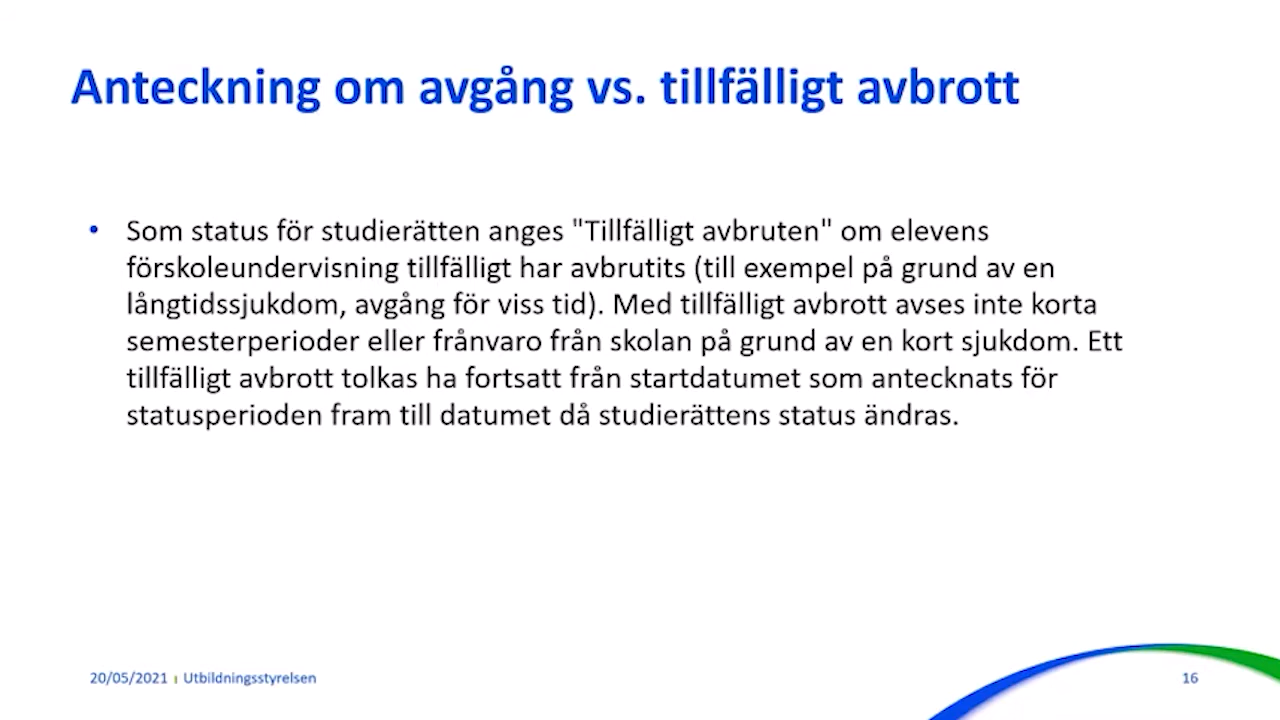 Anteckning om avgång vs. tillfälligt avbrott
• Som status för studierätten anges "Tillfälligt avbruten" om elevens
förskoleundervisning tillfälligt har avbrutits (till exempel på grund av en
långtidssjukdom, avgång för viss tid). Med tillfälligt avbrott avses inte korta
semesterperioder eller frånvaro från skolan på grund av en kort sjukdom. Ett
tillfälligt avbrott tolkas ha fortsatt från startdatumet som antecknats för
statusperioden fram till datumet då studierättens status ändras.
20/05/2021 ı Utbildningsstyrelsen
16